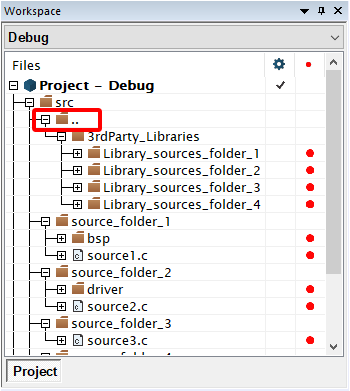 Workspace
Debug
Files
Project - Debug
src
..
3rdParty_Libraries
Library_sources_folder_1
Library_sources_folder_2
Library_sources_folder_3
Library_sources_folder_4
source_folder_1
bsp
source1.c
source_folder_2
driver
source2.c
source_folder_3
source3.c
Project